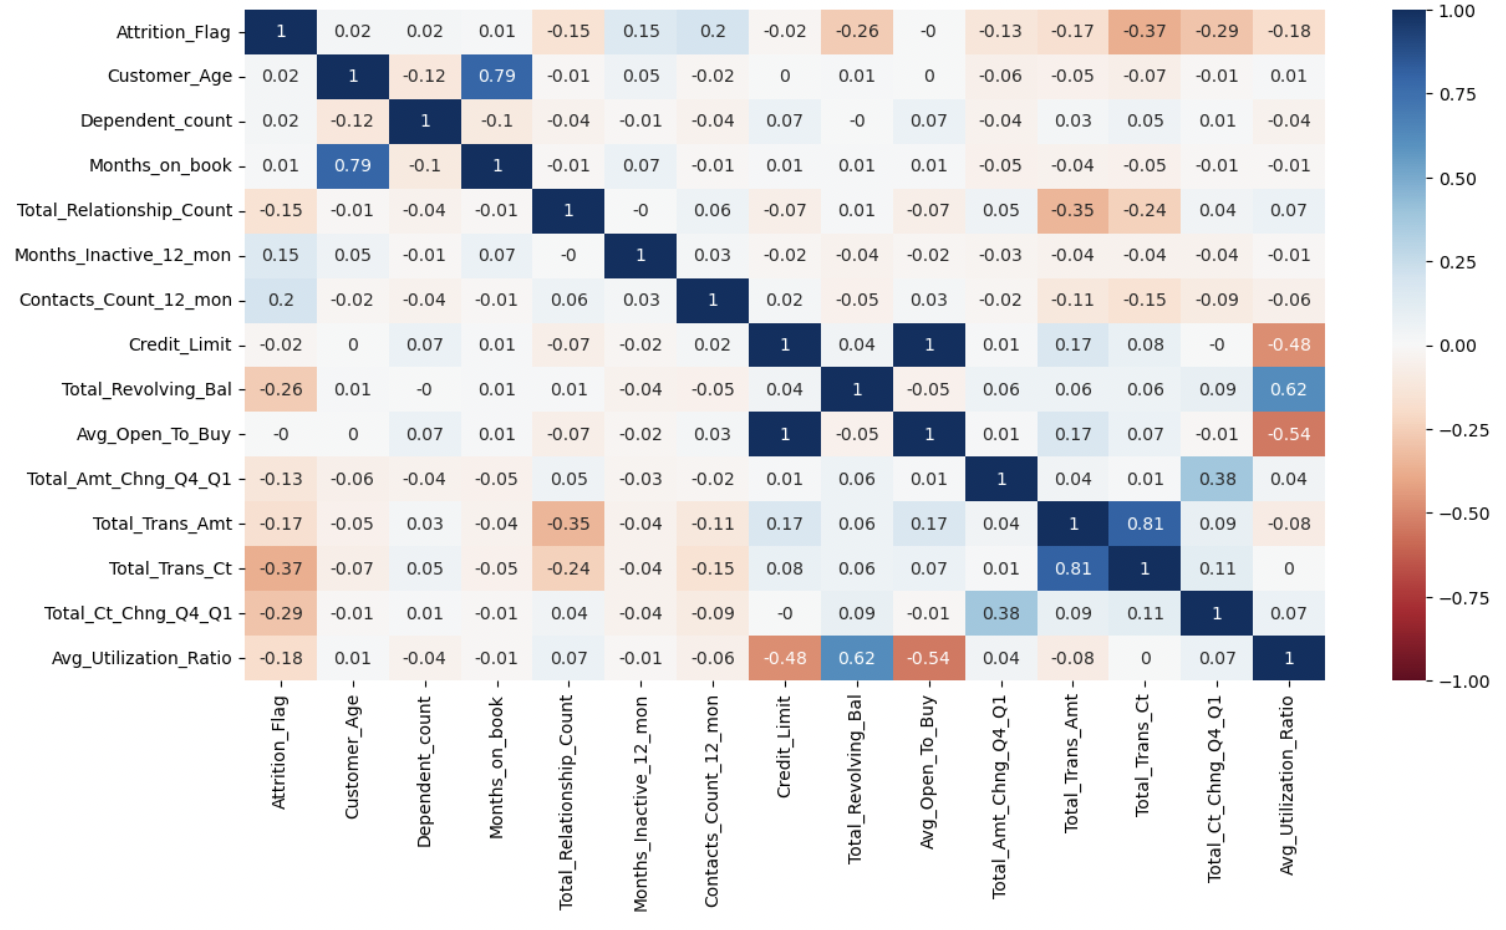 Attrition_Flag 1 0.02 0.02 0.01 -0.15 0.15 0.2 -0.02 -0.26 -0 -0.13 -0.17 -0.37 -0.29 -0.18
Customer_Age 0.02 1 -0.12 0.79 -0.01 0.05 -0.02 0 0.01 0 -0.06 -0.05 -0.07 -0.01 0.01
Dependent_count 0.02 -0.12 1 -0.1 -0.04 -0.01 -0.04 0.07 -0 0.07 -0.04 0.03 0.05 0.01 -0.04
Months_on_book 0.01 0.79 -0.1 1 -0.01 0.07 -0.01 0.01 0.01 0.01 -0.05 -0.04 -0.05 -0.01 -0.01
Total_Relationship_Count -0.15 -0.01 -0.04 -0.01 1 -0 0.06 -0.07 0.01 -0.07 0.05 -0.35 -0.24 0.04 0.07
Months_Inactive_12_mon 0.15 0.05 -0.01 0.07 -0 1 0.03 -0.02 -0.04 -0.02 -0.03 -0.04 -0.04 -0.04 -0.01
Contacts_Count_12_mon 0.2 -0.02 -0.04 -0.01 0.06 0.03 1 0.02 -0.05 0.03 -0.02 -0.11 -0.15 -0.09 -0.06
Credit_Limit -0.02 0 0.07 0.01 -0.07 -0.02 0.02 1 0.04 1 0.01 0.17 0.08 -0 -0.48
Total_Revolving_Bal -0.26 0.01 -0 0.01 0.01 -0.04 -0.05 0.04 1 -0.05 0.06 0.06 0.06 0.09 0.62
Avg_Open_To_Buy -0 0 0.07 0.01 -0.07 -0.02 0.03 1 -0.05 1 0.01 0.17 0.07 -0.01 -0.54
Total_Amt_Chng_Q4_Q1 -0.13 -0.06 -0.04 -0.05 0.05 -0.03 -0.02 0.01 0.06 0.01 1 0.04 0.01 0.38 0.04
Total_Trans_Amt -0.17 -0.05 0.03 -0.04 -0.35 -0.04 -0.11 0.17 0.06 0.17 0.04 1 0.81 0.09 -0.08
Total_Trans_Ct -0.37 -0.07 0.05 -0.05 -0.24 -0.04 -0.15 0.08 0.06 0.07 0.01 0.81 1 0.11 0
Total_Ct_Chng_Q4_Q1 -0.29 -0.01 0.01 -0.01 0.04 -0.04 -0.09 -0 0.09 -0.01 0.38 0.09 0.11 1 0.07
Avg_Utilization_Ratio -0.18 0.01 -0.04 -0.01 0.07 -0.01 -0.06 -0.48 0.62 -0.54 0.04 -0.08 0 0.07 1
Attrition_Flag
Customer_Age
Dependent_count
Months_on_book
Total_Relationship_Count
Months_Inactive_12_mon
Contacts_Count_12_mon
Credit_Limit
Total_Revolving_Bal
Avg_Open_To_Buy
Total_Amt_Chng_Q4_Q1
Total_Trans_Amt
Total_Trans_Ct
Total_Ct_Chng_Q4_Q1
Avg_Utilization_Ratio
1.00
0.75
0.50
0.25
0.00
−0.25
−0.50
−0.75
−1.00